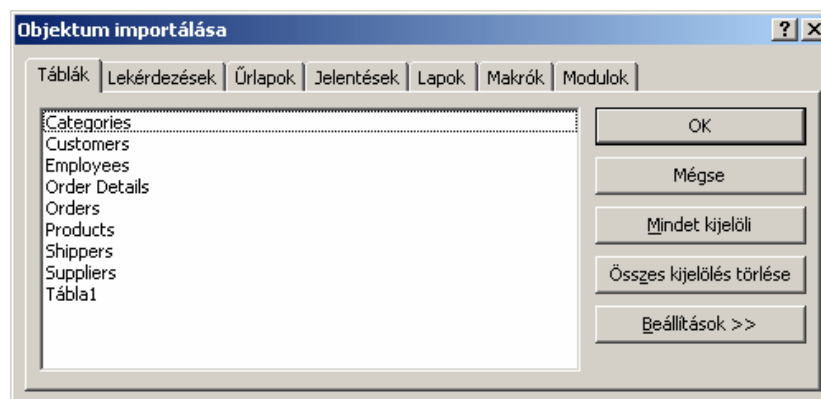 Objektum importálása
Táblák Lekérdezések Űrlapok Jelentések Lapok Makrók Modulok
Categories
Customers
Employees
Order Details
Orders
Products
Shippers
Suppliers
Tábla1
OK
Mégse
Mindet kijelöli
Összes kijelölés törlése
Beállítások >>